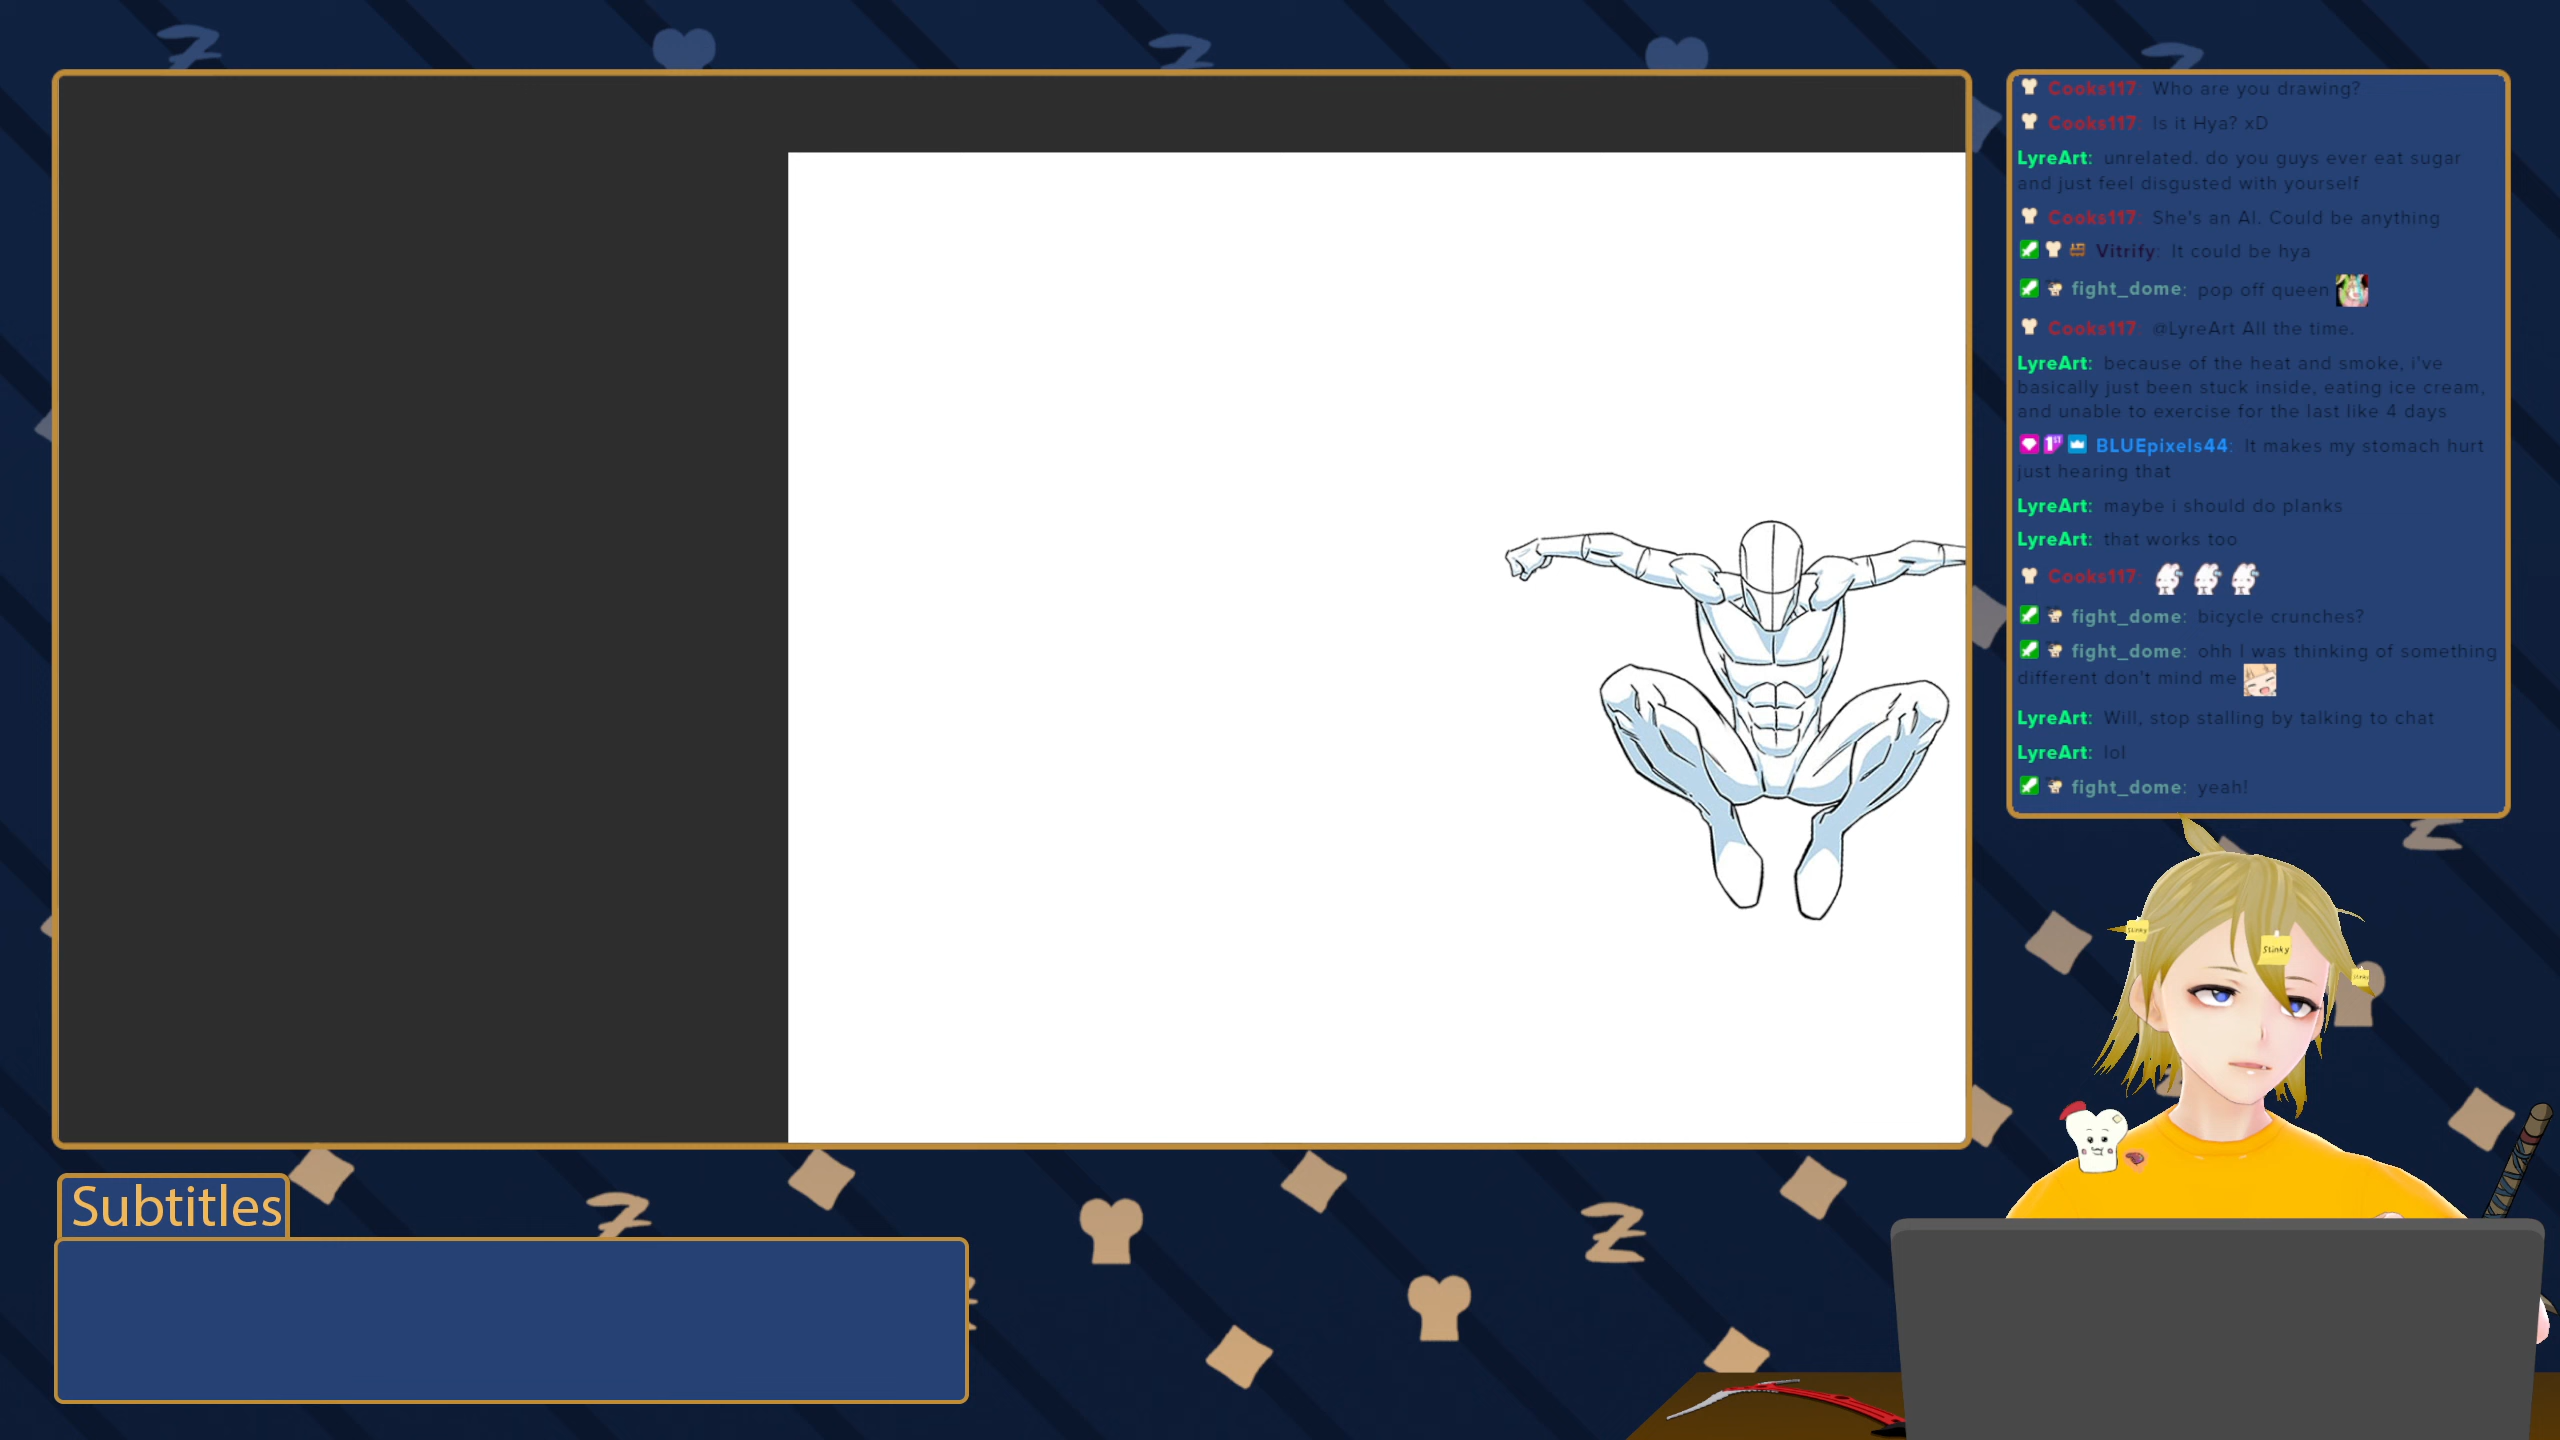 Cooks117: Who are you drawing?
Cooks117: Is it Hya? xD
LyreArt: unrelated. do you guys ever eat sugar
and just feel disgusted with yourself
Cooks117: She's an AI. Could be anything
Vitrify: It could be hya
fight_dome: pop off queen
Cooks117: @LyreArt All the time.
LyreArt: because of the heat and smoke, i've
basically just been stuck inside, eating ice cream,
and unable to exercise for the last like 4 days
BLUEpixels44: It makes my stomach hurt
just hearing that
LyreArt: maybe i should do planks
LyreArt: that works too
Cooks117:
fight_dome: bicycle crunches?
fight_dome: ohh I was thinking of something
different don't mind me
LyreArt: Will, stop stalling by talking to chat
LyreArt: lol
fight_dome: yeah!
Stinky
Stinky
Stinky
Subtitles